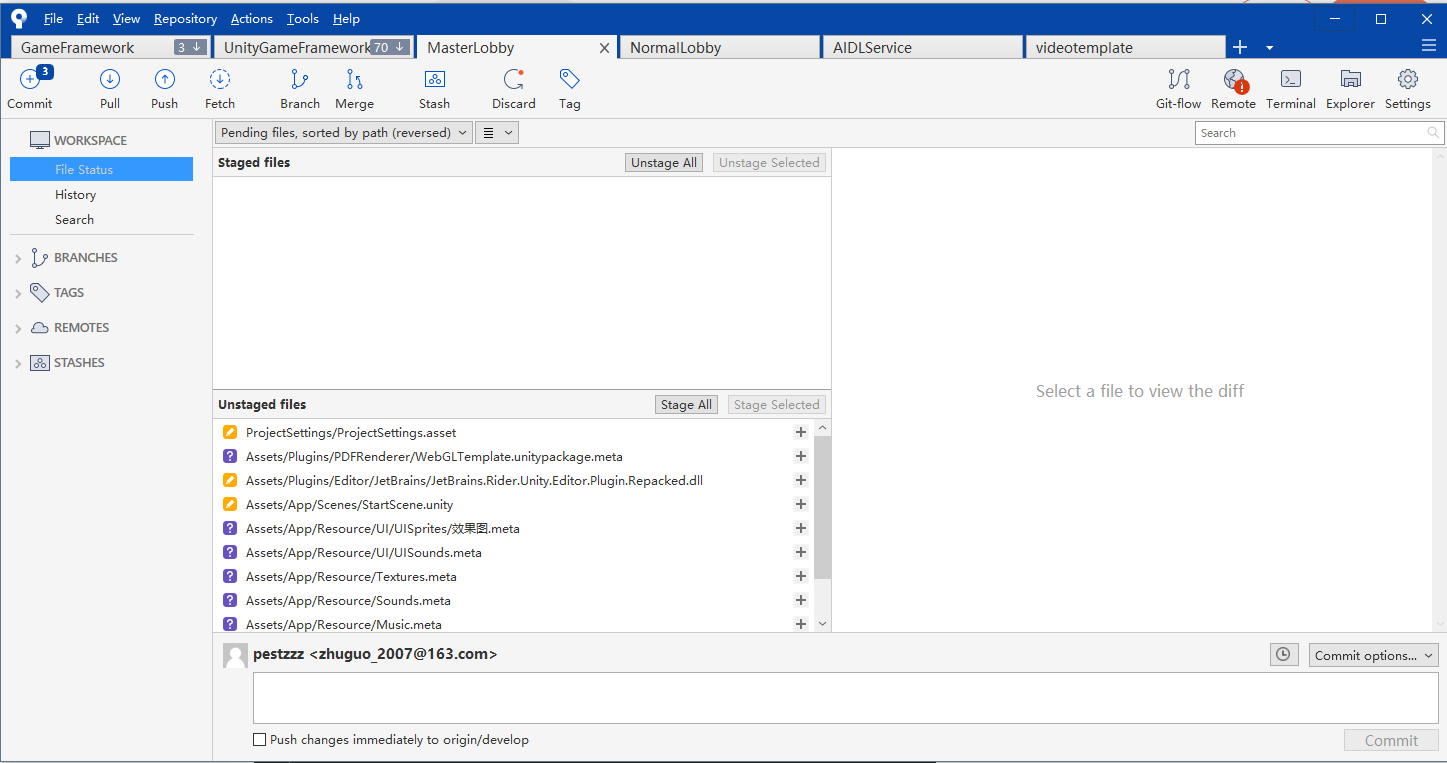 File Edit View Repository Actions Tools Help
GameFramework 3 UnityGameFramework 70 MasterLobby NormalLobby AIDLService videotemplate
3
Commit Pull Push Fetch Branch Merge Stash Discard Tag Git-flow Remote Terminal Explorer Settings
WORKSPACE
File Status
History
Search
BRANCHES
TAGS
REMOTES
STASHES
Pending files, sorted by path (reversed)
Search
Staged files Unstage All Unstage Selected
Select a file to view the diff
Unstaged files Stage All Stage Selected
ProjectSettings/ProjectSettings.asset
Assets/Plugins/PDFRenderer/WebGLTemplate.unitypackage.meta
Assets/Plugins/Editor/JetBrains/JetBrains.Rider.Unity.Editor.Plugin.Repacked.dll
Assets/App/Scenes/StartScene.unity
Assets/App/Resource/UI/UISprites/效果图.meta
Assets/App/Resource/UI/UISounds.meta
Assets/App/Resource/Textures.meta
Assets/App/Resource/Sounds.meta
Assets/App/Resource/Music.meta
pestzzz <zhuguo_2007@163.com>
Commit options...
Push changes immediately to origin/develop
Commit